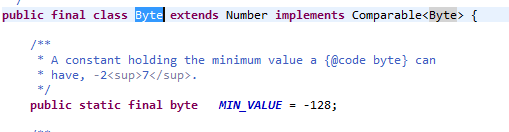 public final class Byte extends Number implements Comparable<Byte> {
/**
* A constant holding the minimum value a {@code byte} can
* have, -2<sup>7</sup>.
*/
public static final byte   MIN_VALUE = -128;
/**